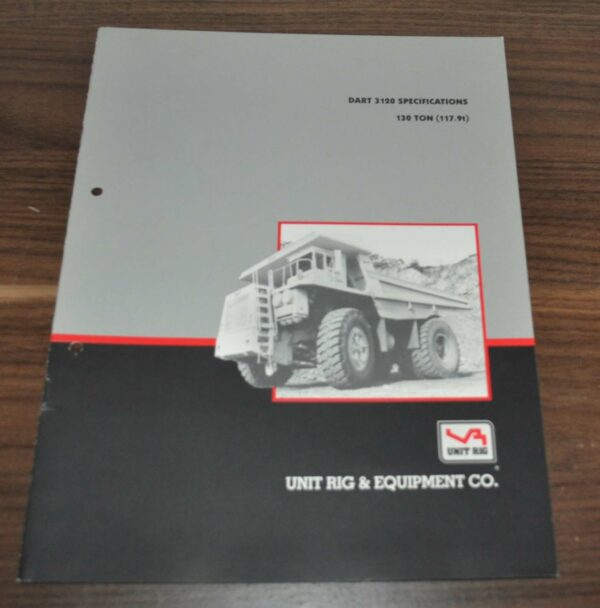 DART 3120 SPECIFICATIONS
130 TON (117.9t)
UNIT RIG
®
UNIT RIG & EQUIPMENT CO.